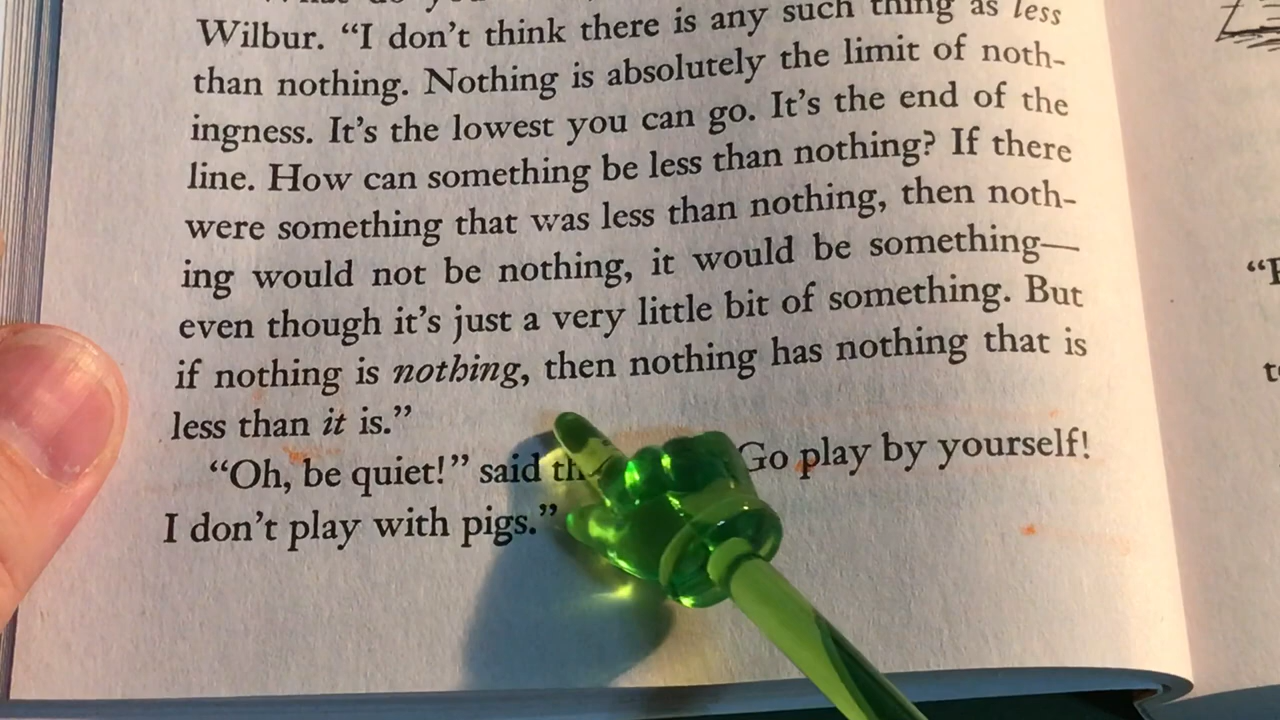 Wilbur. “I don't think there is any such thing as less
than nothing. Nothing is absolutely the limit of noth-
ingness. It's the lowest you can go. It's the end of the
line. How can something be less than nothing? If there
were something that was less than nothing, then noth-
ing would not be nothing, it would be something—
even though it's just a very little bit of something. But
if nothing is nothing, then nothing has nothing that is
less than it is.”
“Oh, be quiet!” said Go play by yourself!
I don't play with pigs.”